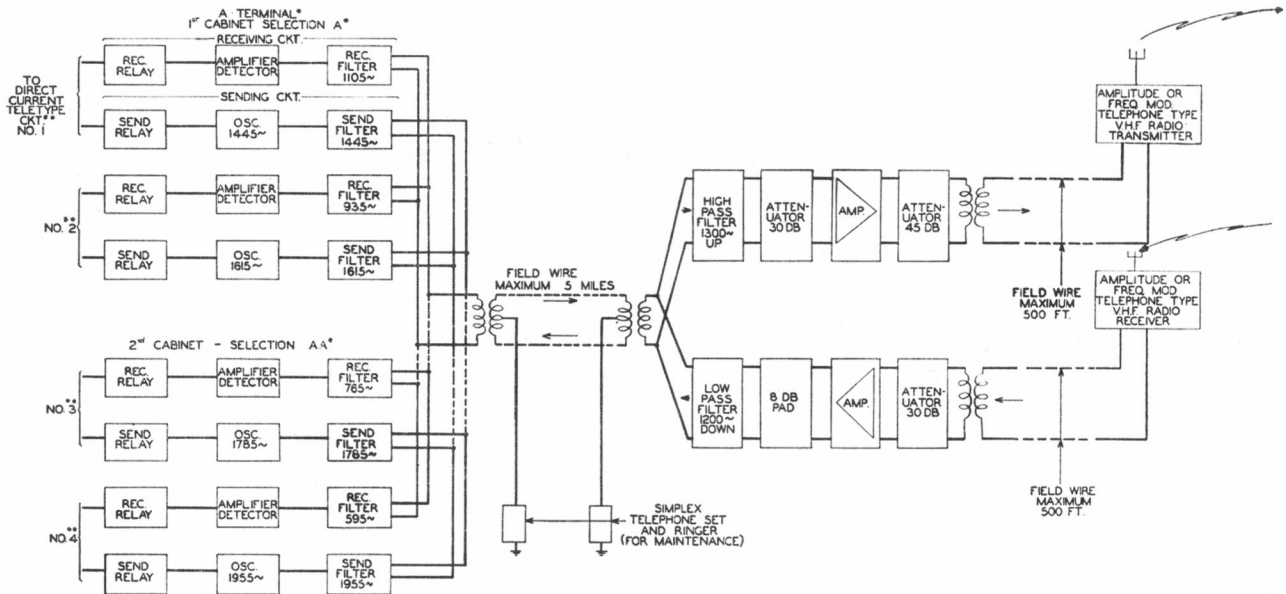 A TERMINAL*
1ST CABINET SELECTION A*
RECEIVING CKT.
REC.
RELAY
AMPLIFIER
DETECTOR
REC.
FILTER
1105~
SENDING CKT.
TO
DIRECT
CURRENT
TELETYPE
CKT**
NO. 1
SEND
RELAY
OSC.
1445~
SEND
FILTER
1445~
REC.
RELAY
AMPLIFIER
DETECTOR
REC.
FILTER
935~
NO. 2**
SEND
RELAY
OSC.
1615~
SEND
FILTER
1615~
2nd CABINET - SELECTION AA*
REC.
RELAY
AMPLIFIER
DETECTOR
REC.
FILTER
765~
NO. 3**
SEND
RELAY
OSC.
1785~
SEND
FILTER
1785~
REC.
RELAY
AMPLIFIER
DETECTOR
REC.
FILTER
595~
NO. 4**
SEND
RELAY
OSC.
1955~
SEND
FILTER
1955~
FIELD WIRE
MAXIMUM 5 MILES
SIMPLEX
TELEPHONE SET
AND RINGER
(FOR MAINTENANCE)
HIGH
PASS
FILTER
1300~
UP
ATTEN-
UATOR
30 DB
AMP.
ATTEN-
UATOR
45 DB
AMPLITUDE OR
FREQ. MOD.
TELEPHONE TYPE
V.H.F. RADIO
TRANSMITTER
FIELD WIRE
MAXIMUM
500 FT.
AMPLITUDE OR
FREQ. MOD.
TELEPHONE TYPE
V.H.F. RADIO
RECEIVER
LOW
PASS
FILTER
1200~
DOWN
8 DB
PAD
AMP.
ATTEN-
UATOR
30 DB
FIELD WIRE
MAXIMUM
500 FT.